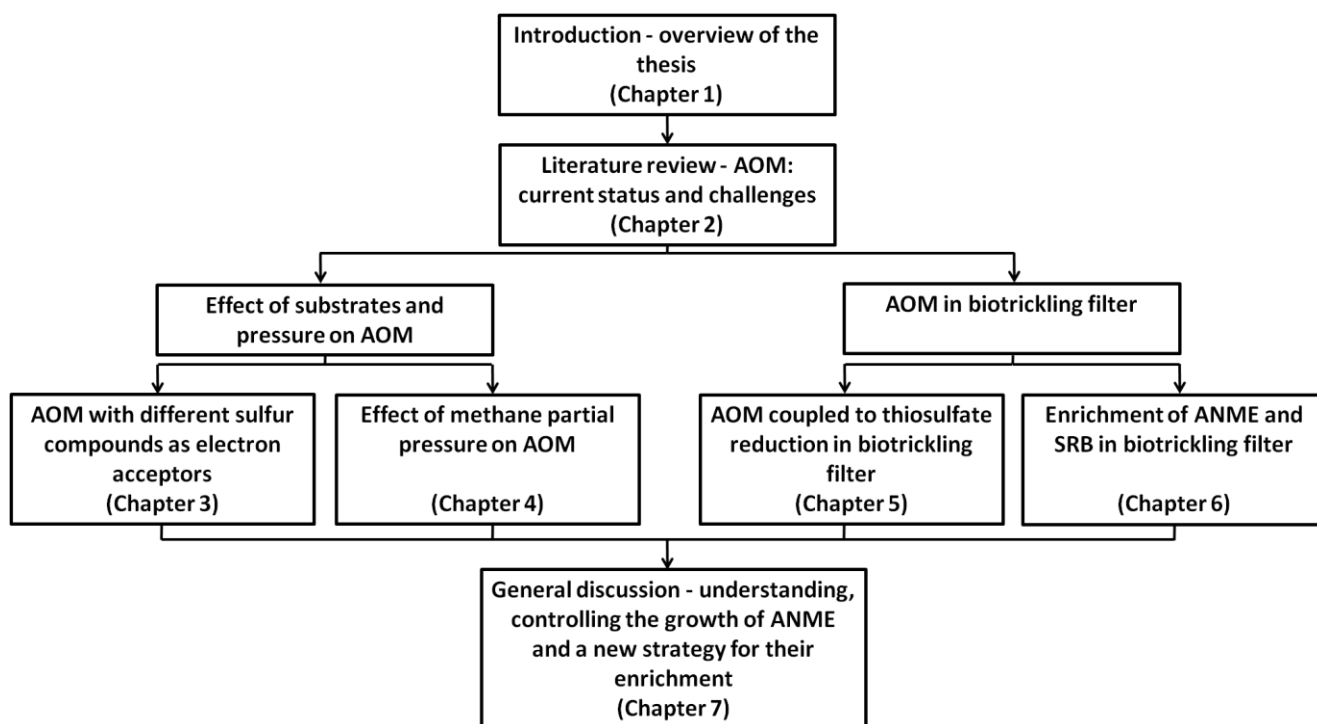 Introduction - overview of the
thesis
(Chapter 1)
Literature review - AOM:
current status and challenges
(Chapter 2)
Effect of substrates and
pressure on AOM
AOM in biotrickling filter
AOM with different sulfur
compounds as electron
acceptors
(Chapter 3)
Effect of methane partial
pressure on AOM
(Chapter 4)
AOM coupled to thiosulfate
reduction in biotrickling
filter
(Chapter 5)
Enrichment of ANME and
SRB in biotrickling filter
(Chapter 6)
General discussion - understanding,
controlling the growth of ANME
and a new strategy for their
enrichment
(Chapter 7)